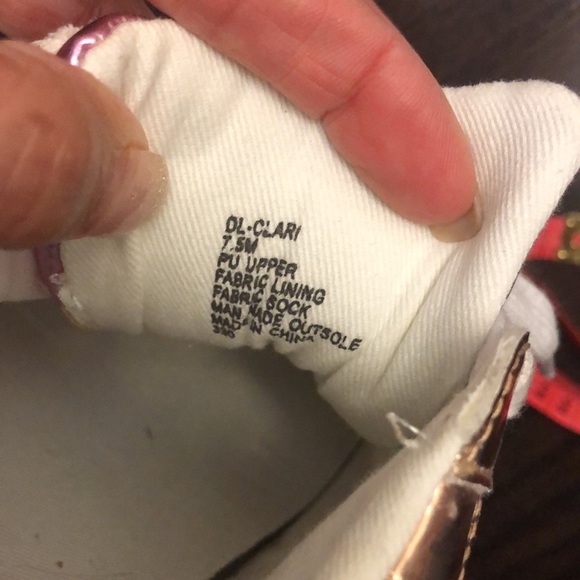 DL-CLARI
7.5M
PU UPPER
FABRIC LINING
FABRIC SOCK
MAN MADE OUTSOLE
MADE IN CHINA